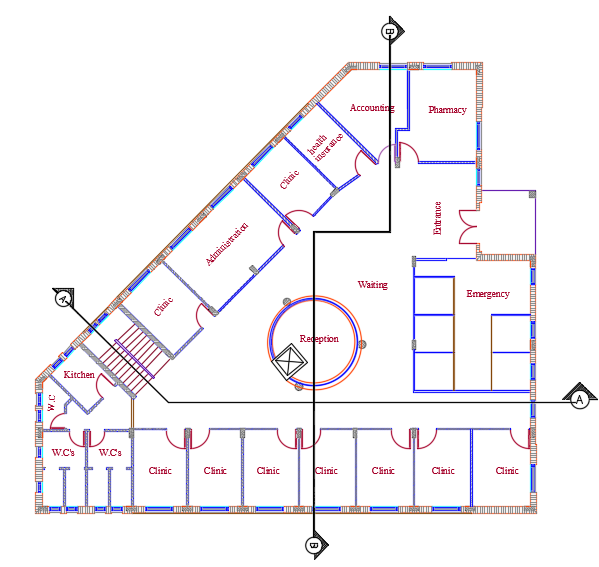 B
Accounting
Pharmacy
health
insurance
Clinic
Entrance
Administration
Waiting
A
Clinic
Emergency
Reception
Kitchen
A
W.C
W.C's
W.C's
Clinic
Clinic
Clinic
Clinic
Clinic
Clinic
Clinic
B